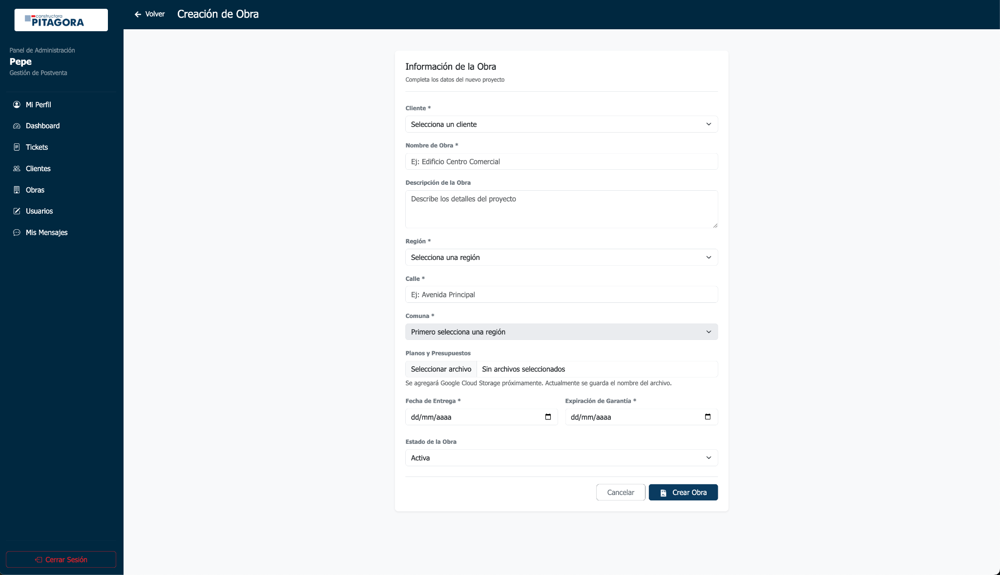 constructora
PITAGORA
Panel de Administración
Pepe
Gestión de Postventa
Mi Perfil
Dashboard
Tickets
Clientes
Obras
Usuarios
Mis Mensajes
Cerrar Sesión
Volver
Creación de Obra
Información de la Obra
Completa los datos del nuevo proyecto
Cliente *
Selecciona un cliente
Nombre de Obra *
Ej: Edificio Centro Comercial
Descripción de la Obra
Describe los detalles del proyecto
Región *
Selecciona una región
Calle *
Ej: Avenida Principal
Comuna *
Primero selecciona una región
Planos y Presupuestos
Seleccionar archivo Sin archivos seleccionados
Se agregará Google Cloud Storage próximamente. Actualmente se guarda el nombre del archivo.
Fecha de Entrega * Expiración de Garantía *
dd/mm/aaaa dd/mm/aaaa
Estado de la Obra
Activa
Cancelar Crear Obra